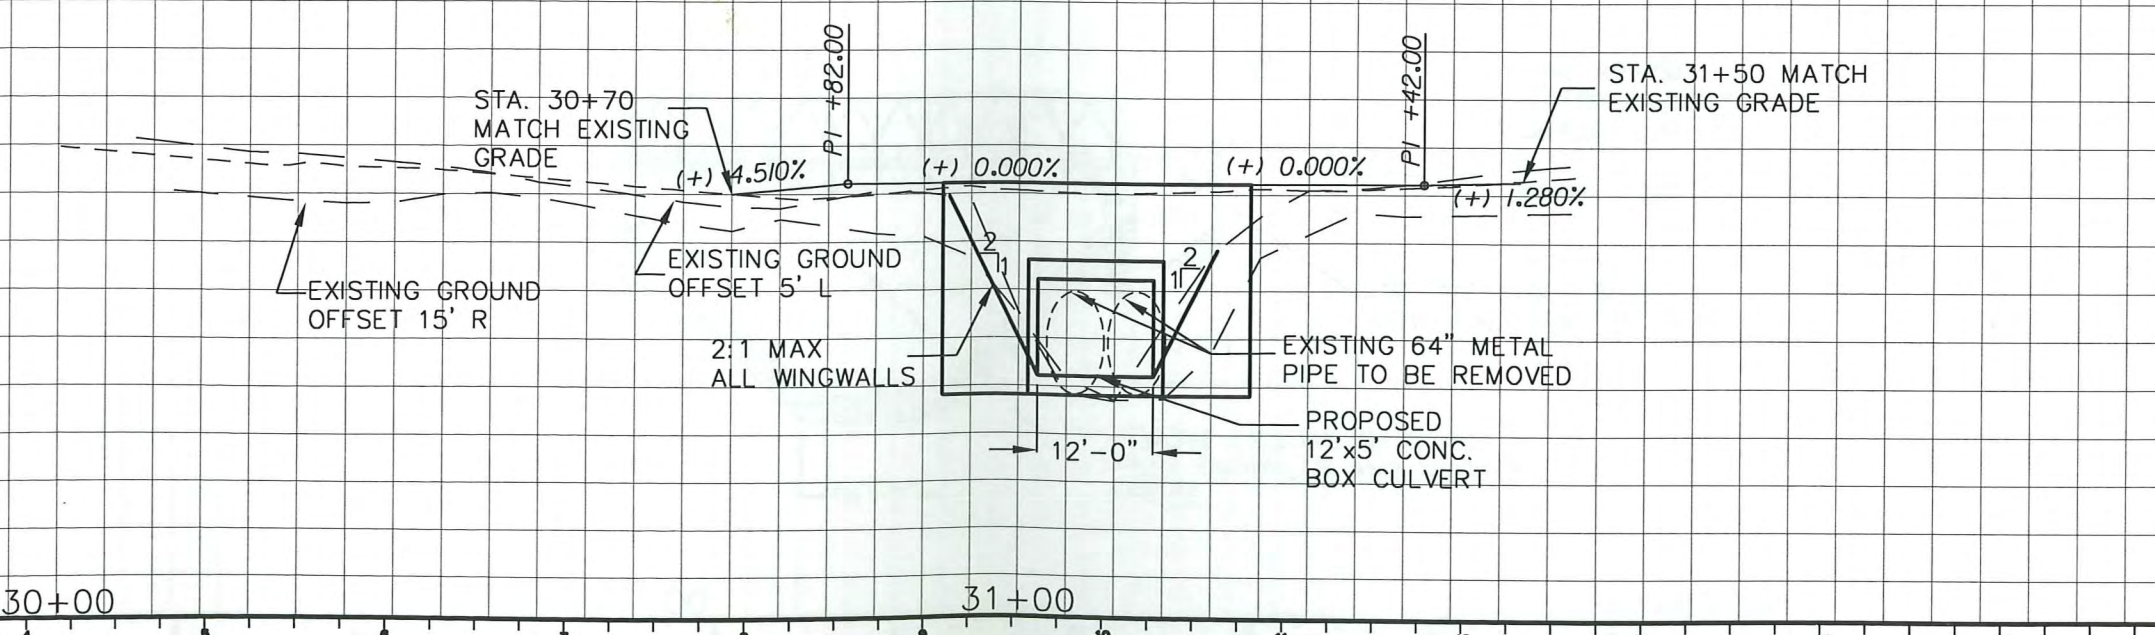 PI +82.00
PI +42.00
STA. 30+70
MATCH EXISTING
GRADE
STA. 31+50 MATCH
EXISTING GRADE
(+) 4.510%
(+) 0.000%
(+) 0.000%
(+) 1.280%
2
1
2
1
EXISTING GROUND
OFFSET 5' L
EXISTING GROUND
OFFSET 15' R
2:1 MAX
ALL WINGWALLS
EXISTING 64" METAL
PIPE TO BE REMOVED
PROPOSED
12'x5' CONC.
BOX CULVERT
12'-0"
30+00
31+00